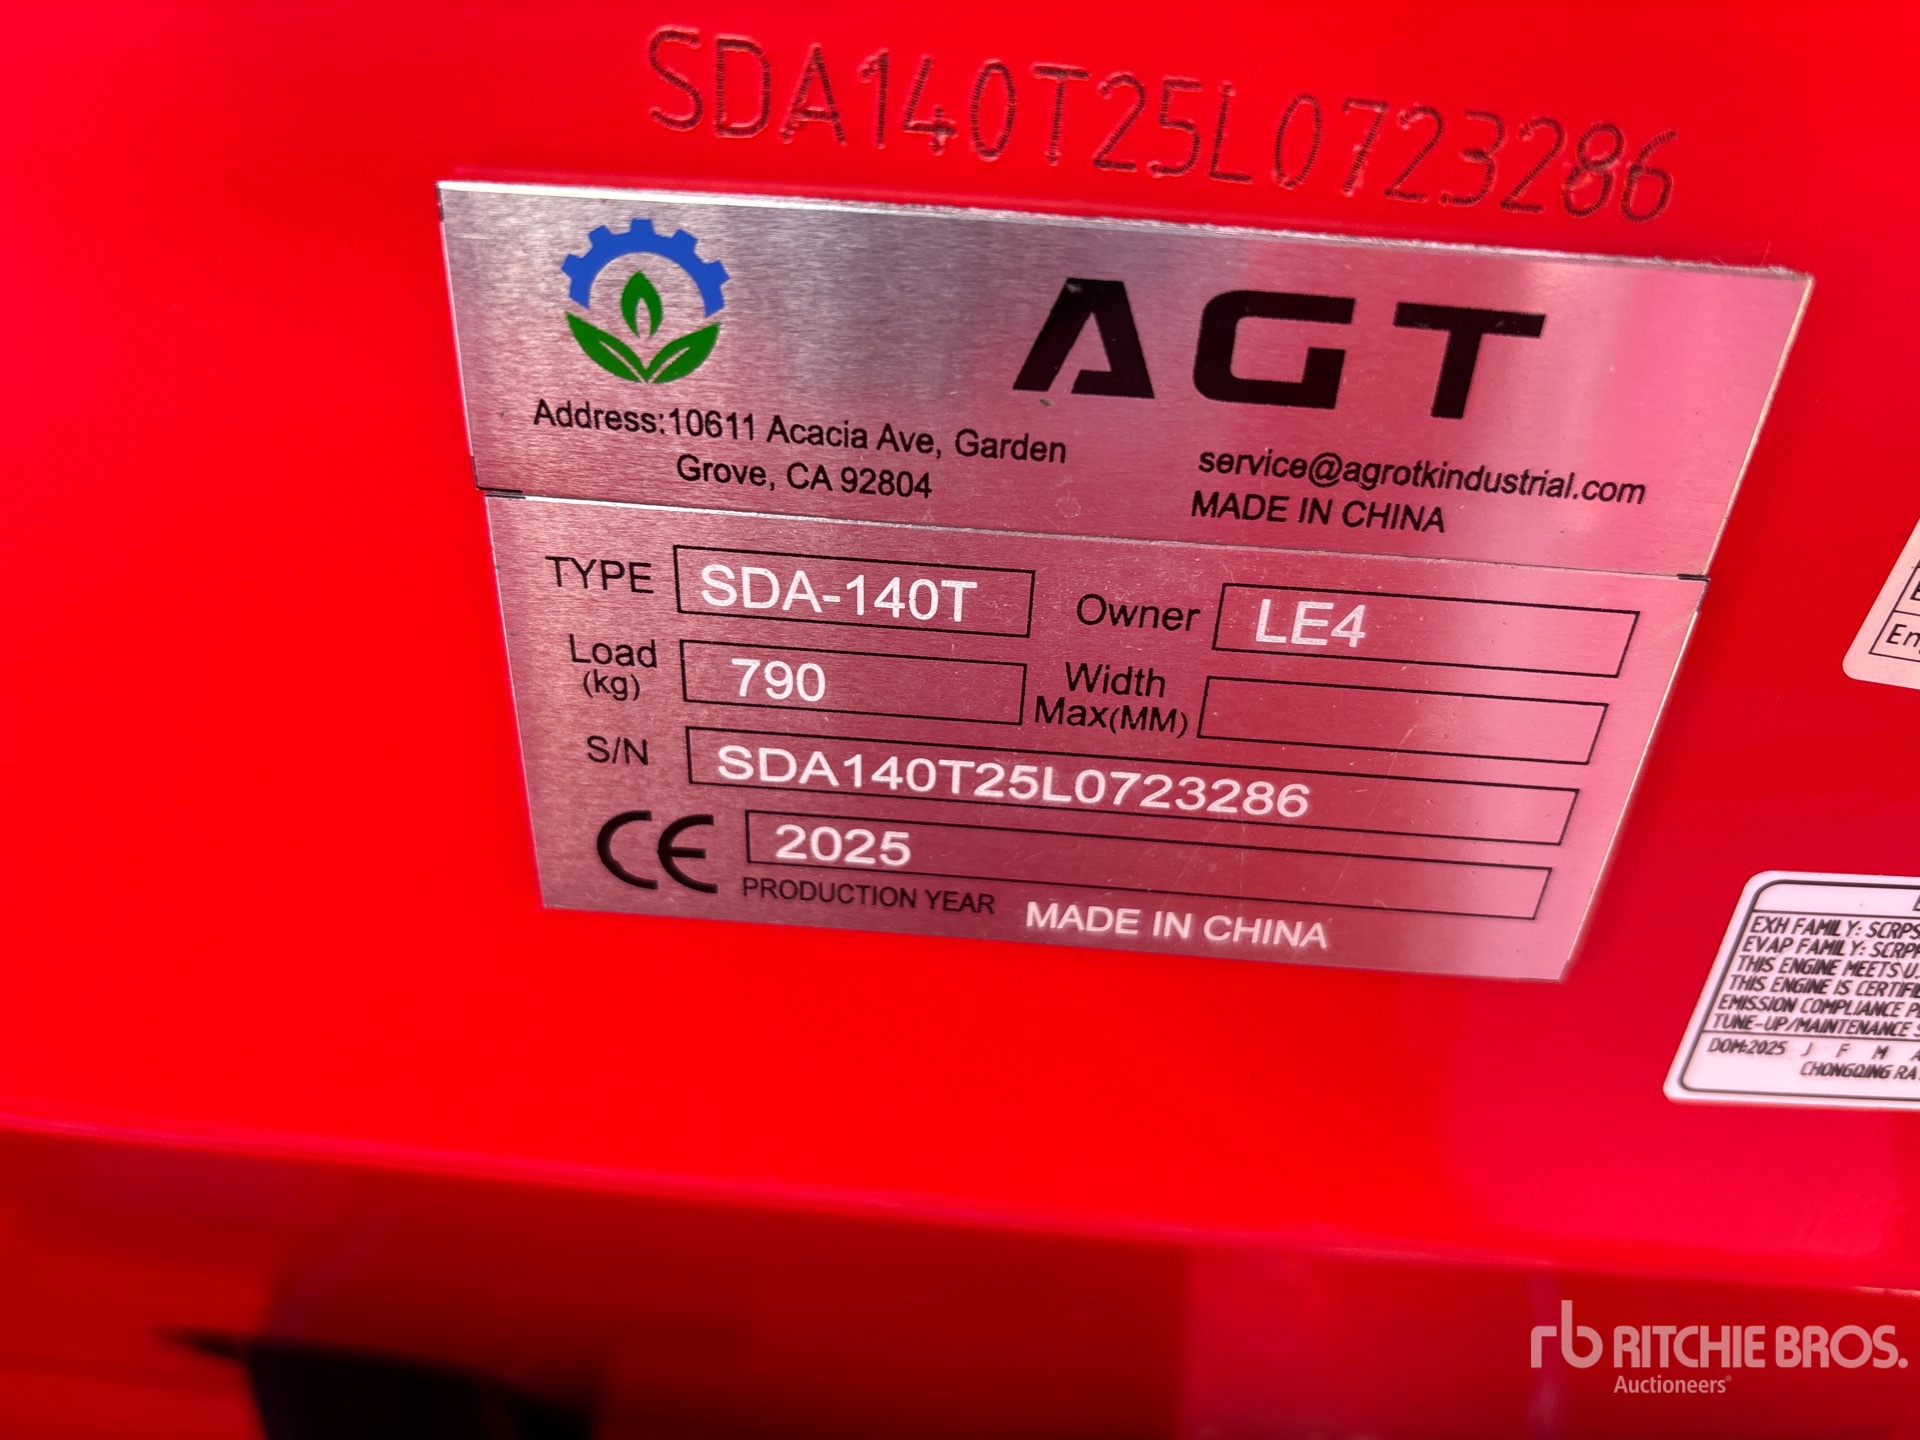 SDA140T25L0723286
AGT
Address:10611 Acacia Ave, Garden
Grove, CA 92804
service@agrotkindustrial.com
MADE IN CHINA
TYPE SDA-140T Owner LE4
Load (kg) 790 Width Max(MM)
S/N SDA140T25L0723286
CE 2025
PRODUCTION YEAR MADE IN CHINA
EXH FAMILY:
EVAP FAMILY:
THIS ENGINE MEETS
THIS ENGINE IS
EMISSION COMPLIANCE
TUNE-UP/MAINTENANCE
DOM:2025 J F M
CHONGQING
rb RITCHIE BROS.
Auctioneers